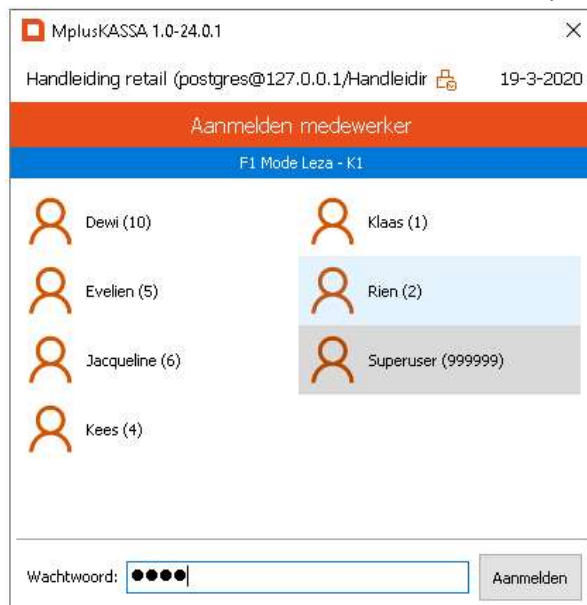 MplusKASSA 1.0-24.0.1
Handleiding retail (postgres@127.0.0.1/Handleidir 19-3-2020
Aanmelden medewerker
F1 Mode Leza - K1
Dewi (10) Klaas (1)
Evelien (5) Rien (2)
Jacqueline (6) Superuser (999999)
Kees (4)
Wachtwoord: ●●●● Aanmelden